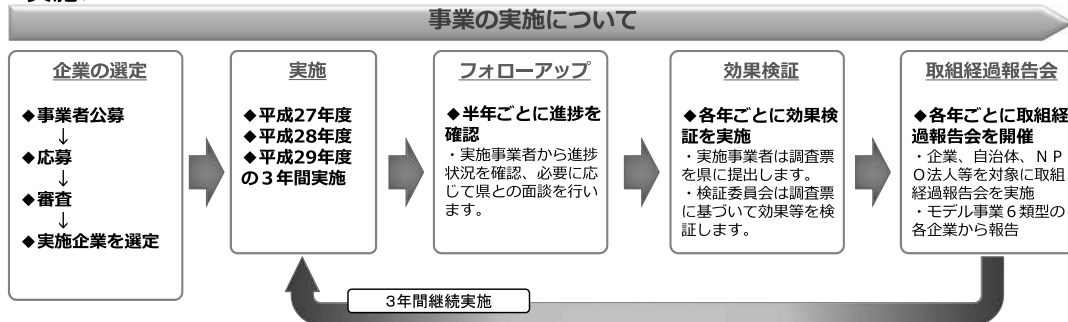 事業の実施について
企業の選定
◆事業者公募
↓
◆応募
↓
◆審査
↓
◆実施企業を選定
実施
◆平成27年度
◆平成28年度
◆平成29年度
の３年間実施
フォローアップ
◆半年ごとに進捗を
確認
・実施事業者から進捗
状況を確認、必要に応
じて県との面談を行い
ます。
効果検証
◆各年ごとに効果検
証を実施
・実施事業者は調査票
を県に提出します。
・検証委員会は調査票
に基づいて効果等を検
証します。
取組経過報告会
◆各年ごとに取組経
過報告会を開催
・企業、自治体、ＮＰ
Ｏ法人等を対象に取組
経過報告会を実施
・モデル事業６類型の
各企業から報告
３年間継続実施